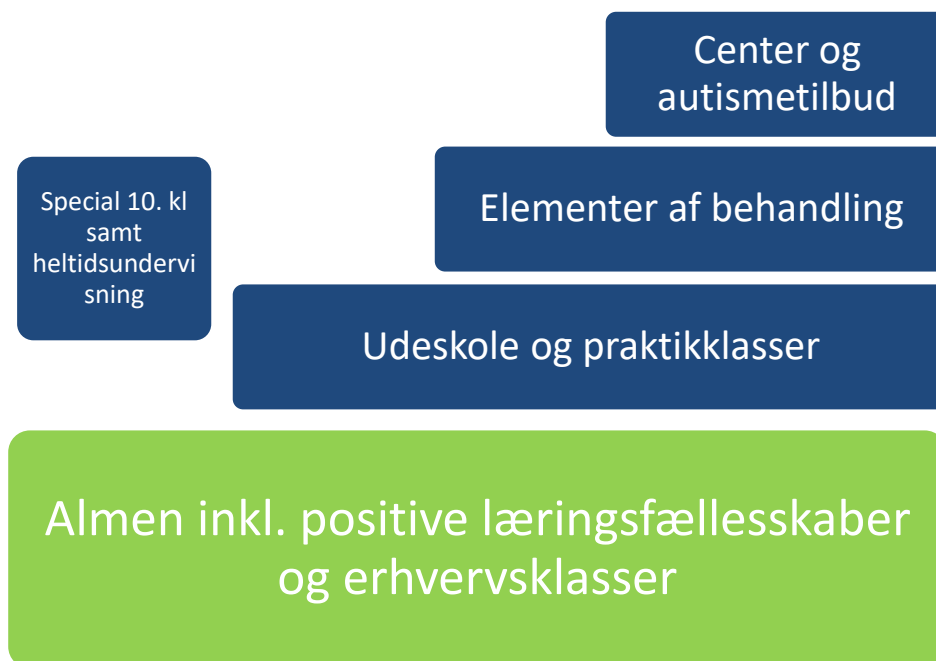 Center og
autismetilbud
Elementer af behandling
Special 10. kl
samt
heltidsundervi
sning
Udeskole og praktikklasser
Almen inkl. positive læringsfællesskaber
og erhvervsklasser